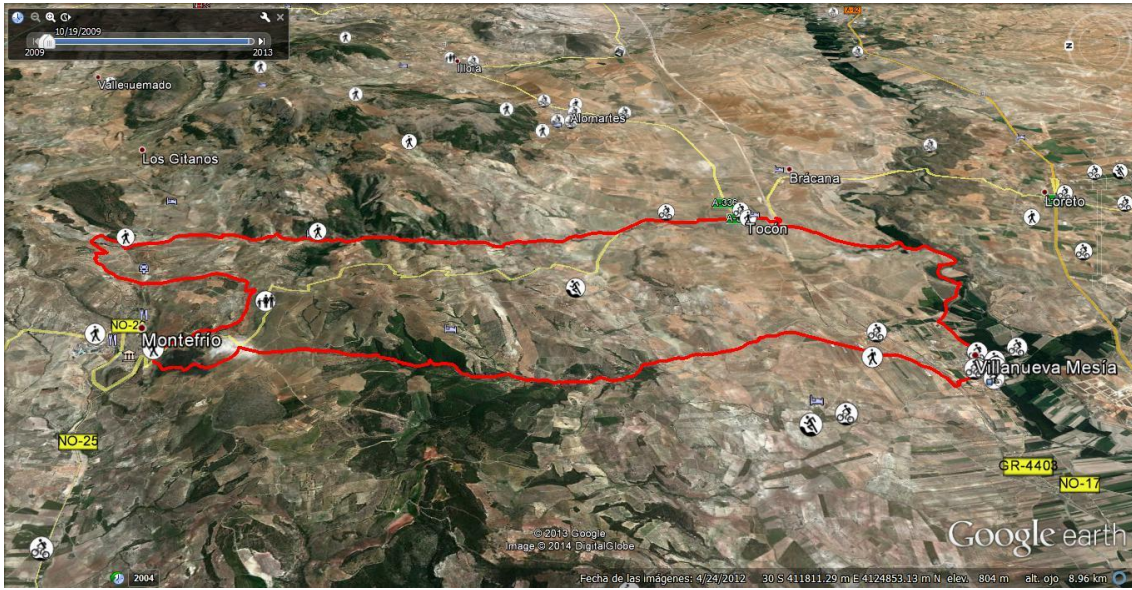 10/19/2009
2009
2013
Vallequemado
Illora
Los Gitanos
Alomartes
Brácana
Loreto
A-336
Tocón
NO-2
Montefrio
Villanueva Mesía
NO-25
GR-4403
NO-17
© 2013 Google
Image © 2014 DigitalGlobe
Google earth
2004
Fecha de las imágenes: 4/24/2012 30 S 411811.29 m E 4124853.13 m N elev. 804 m alt. ojo 8.96 km